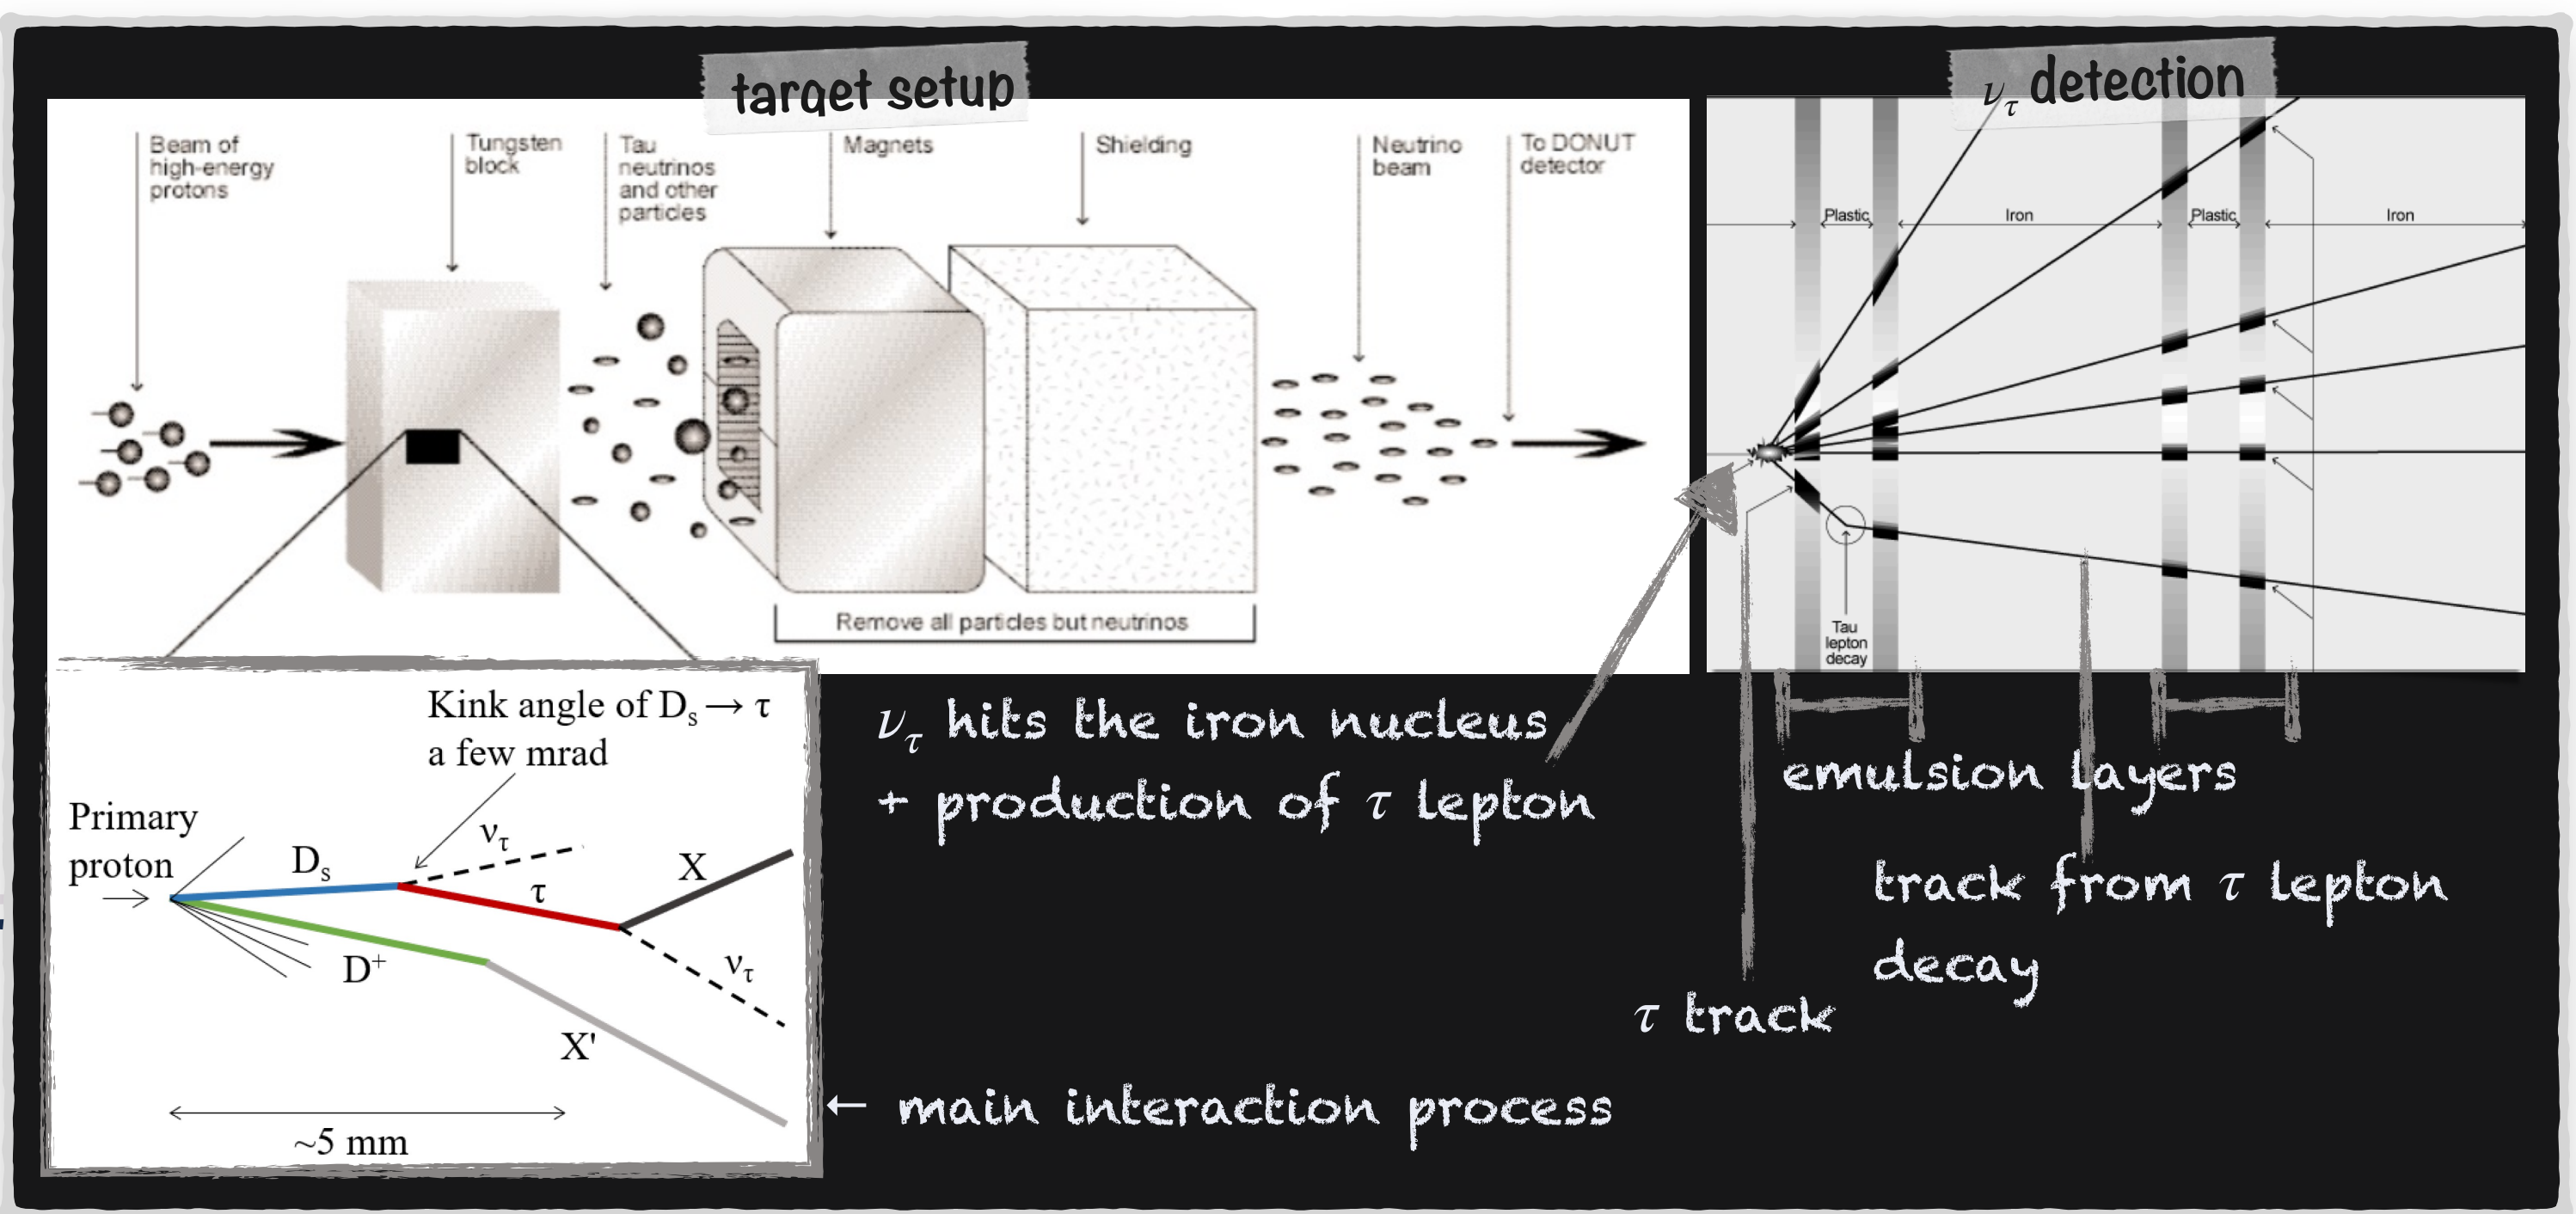 target setup
Beam of
high-energy
protons
Tungsten
block
Tau
neutrinos
and other
particles
Magnets
Shielding
Neutrino
beam
To DONUT
detector
Remove all particles but neutrinos
ντ detection
Plastic
Iron
Plastic
Iron
Tau
lepton
decay
Kink angle of Ds → τ
a few mrad
Primary
proton
Ds
ντ
τ
X
D+
ντ
X'
~5 mm
ντ hits the iron nucleus
+ production of τ lepton
emulsion layers
track from τ lepton
decay
τ track
← main interaction process